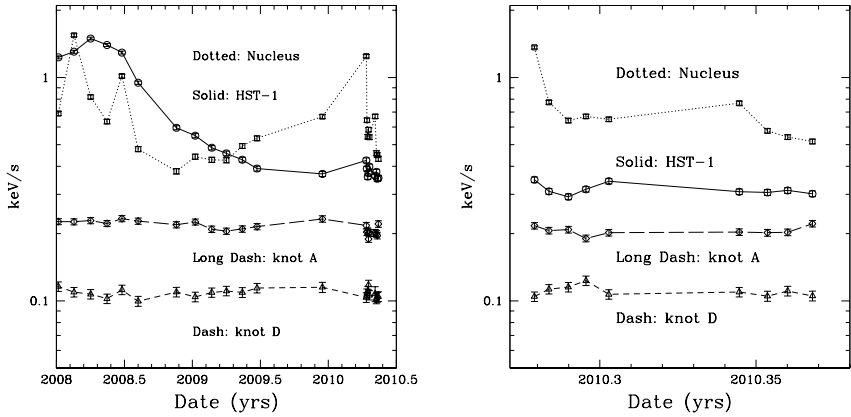 1
0.1
keV/s
Dotted: Nucleus
Solid: HST-1
Long Dash: knot A
Dash: knot D
2008
2008.5
2009
2009.5
2010
2010.5
Date (yrs)
1
0.1
keV/s
Dotted: Nucleus
Solid: HST-1
Long Dash: knot A
Dash: knot D
2010.3
2010.35
Date (yrs)